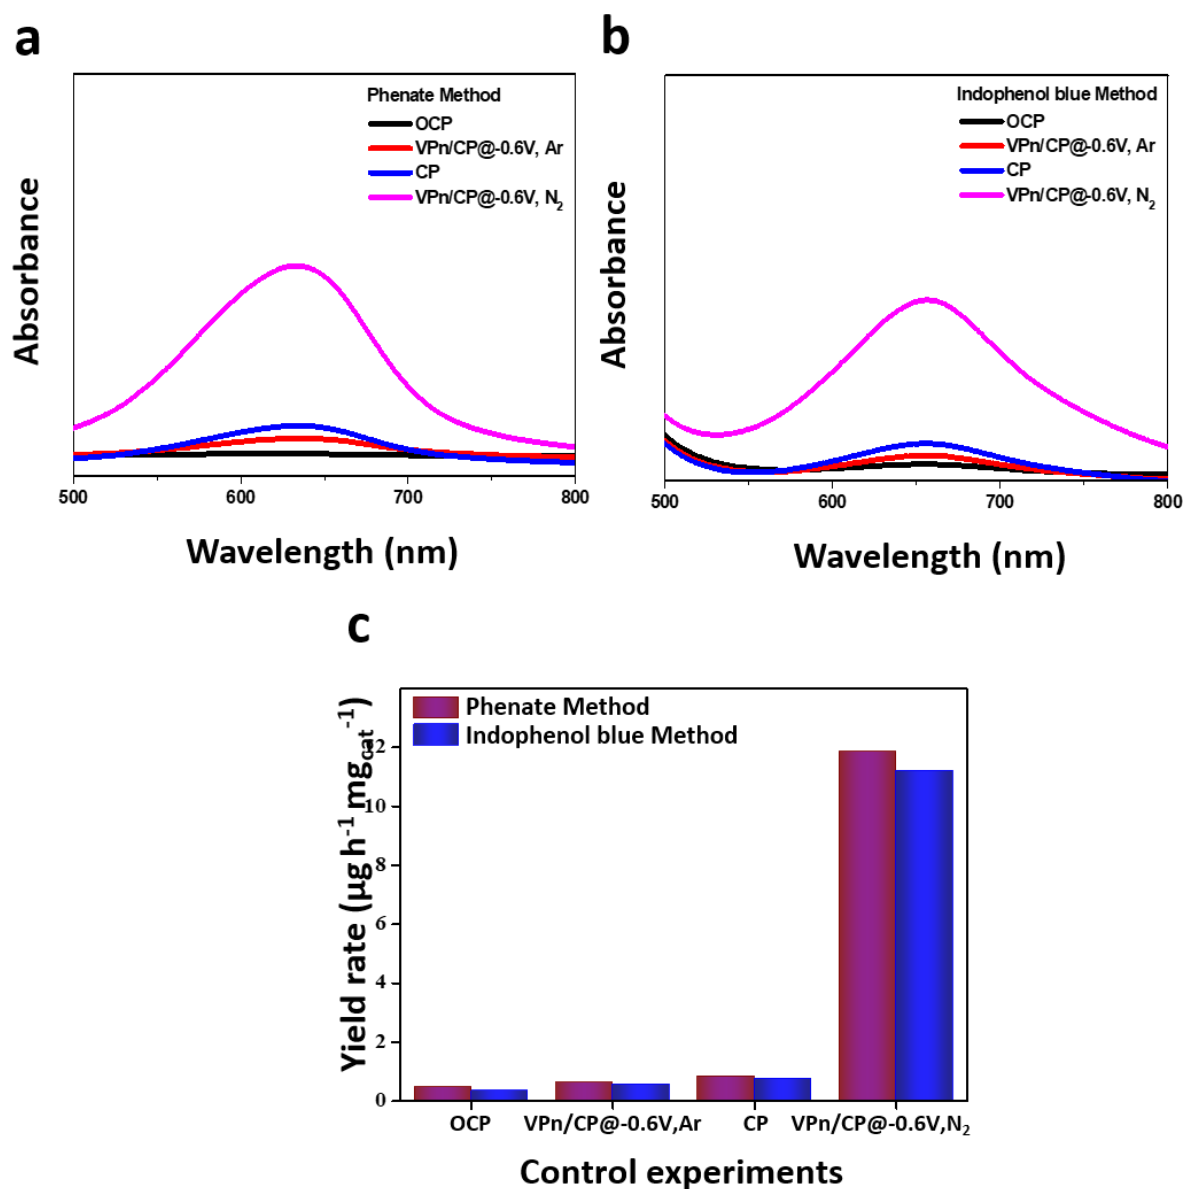 a
Phenate Method
OCP
VPn/CP@-0.6V, Ar
CP
VPn/CP@-0.6V, N₂
Absorbance
500 600 700 800
Wavelength (nm)
b
Indophenol blue Method
OCP
VPn/CP@-0.6V, Ar
CP
VPn/CP@-0.6V, N₂
Absorbance
500 600 700 800
Wavelength (nm)
c
Phenate Method
Indophenol blue Method
Yield rate (μg h⁻¹ mg_cat⁻¹)
12
10
8
6
4
2
0
OCP VPn/CP@-0.6V,Ar CP VPn/CP@-0.6V,N₂
Control experiments